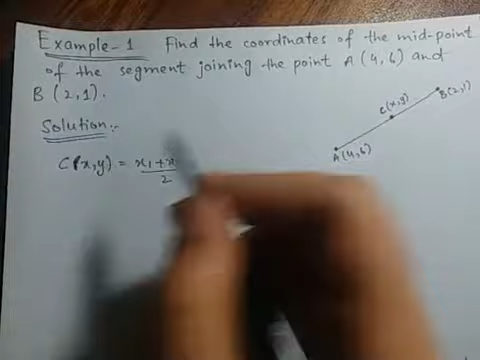 Example-1 Find the coordinates of the mid-point
of the segment joining the point A(4,6) and
B(2,1).
Solution:-
C(x,y) = x₁+x
2
A(4,6)
C(x,y)
B(2,1)